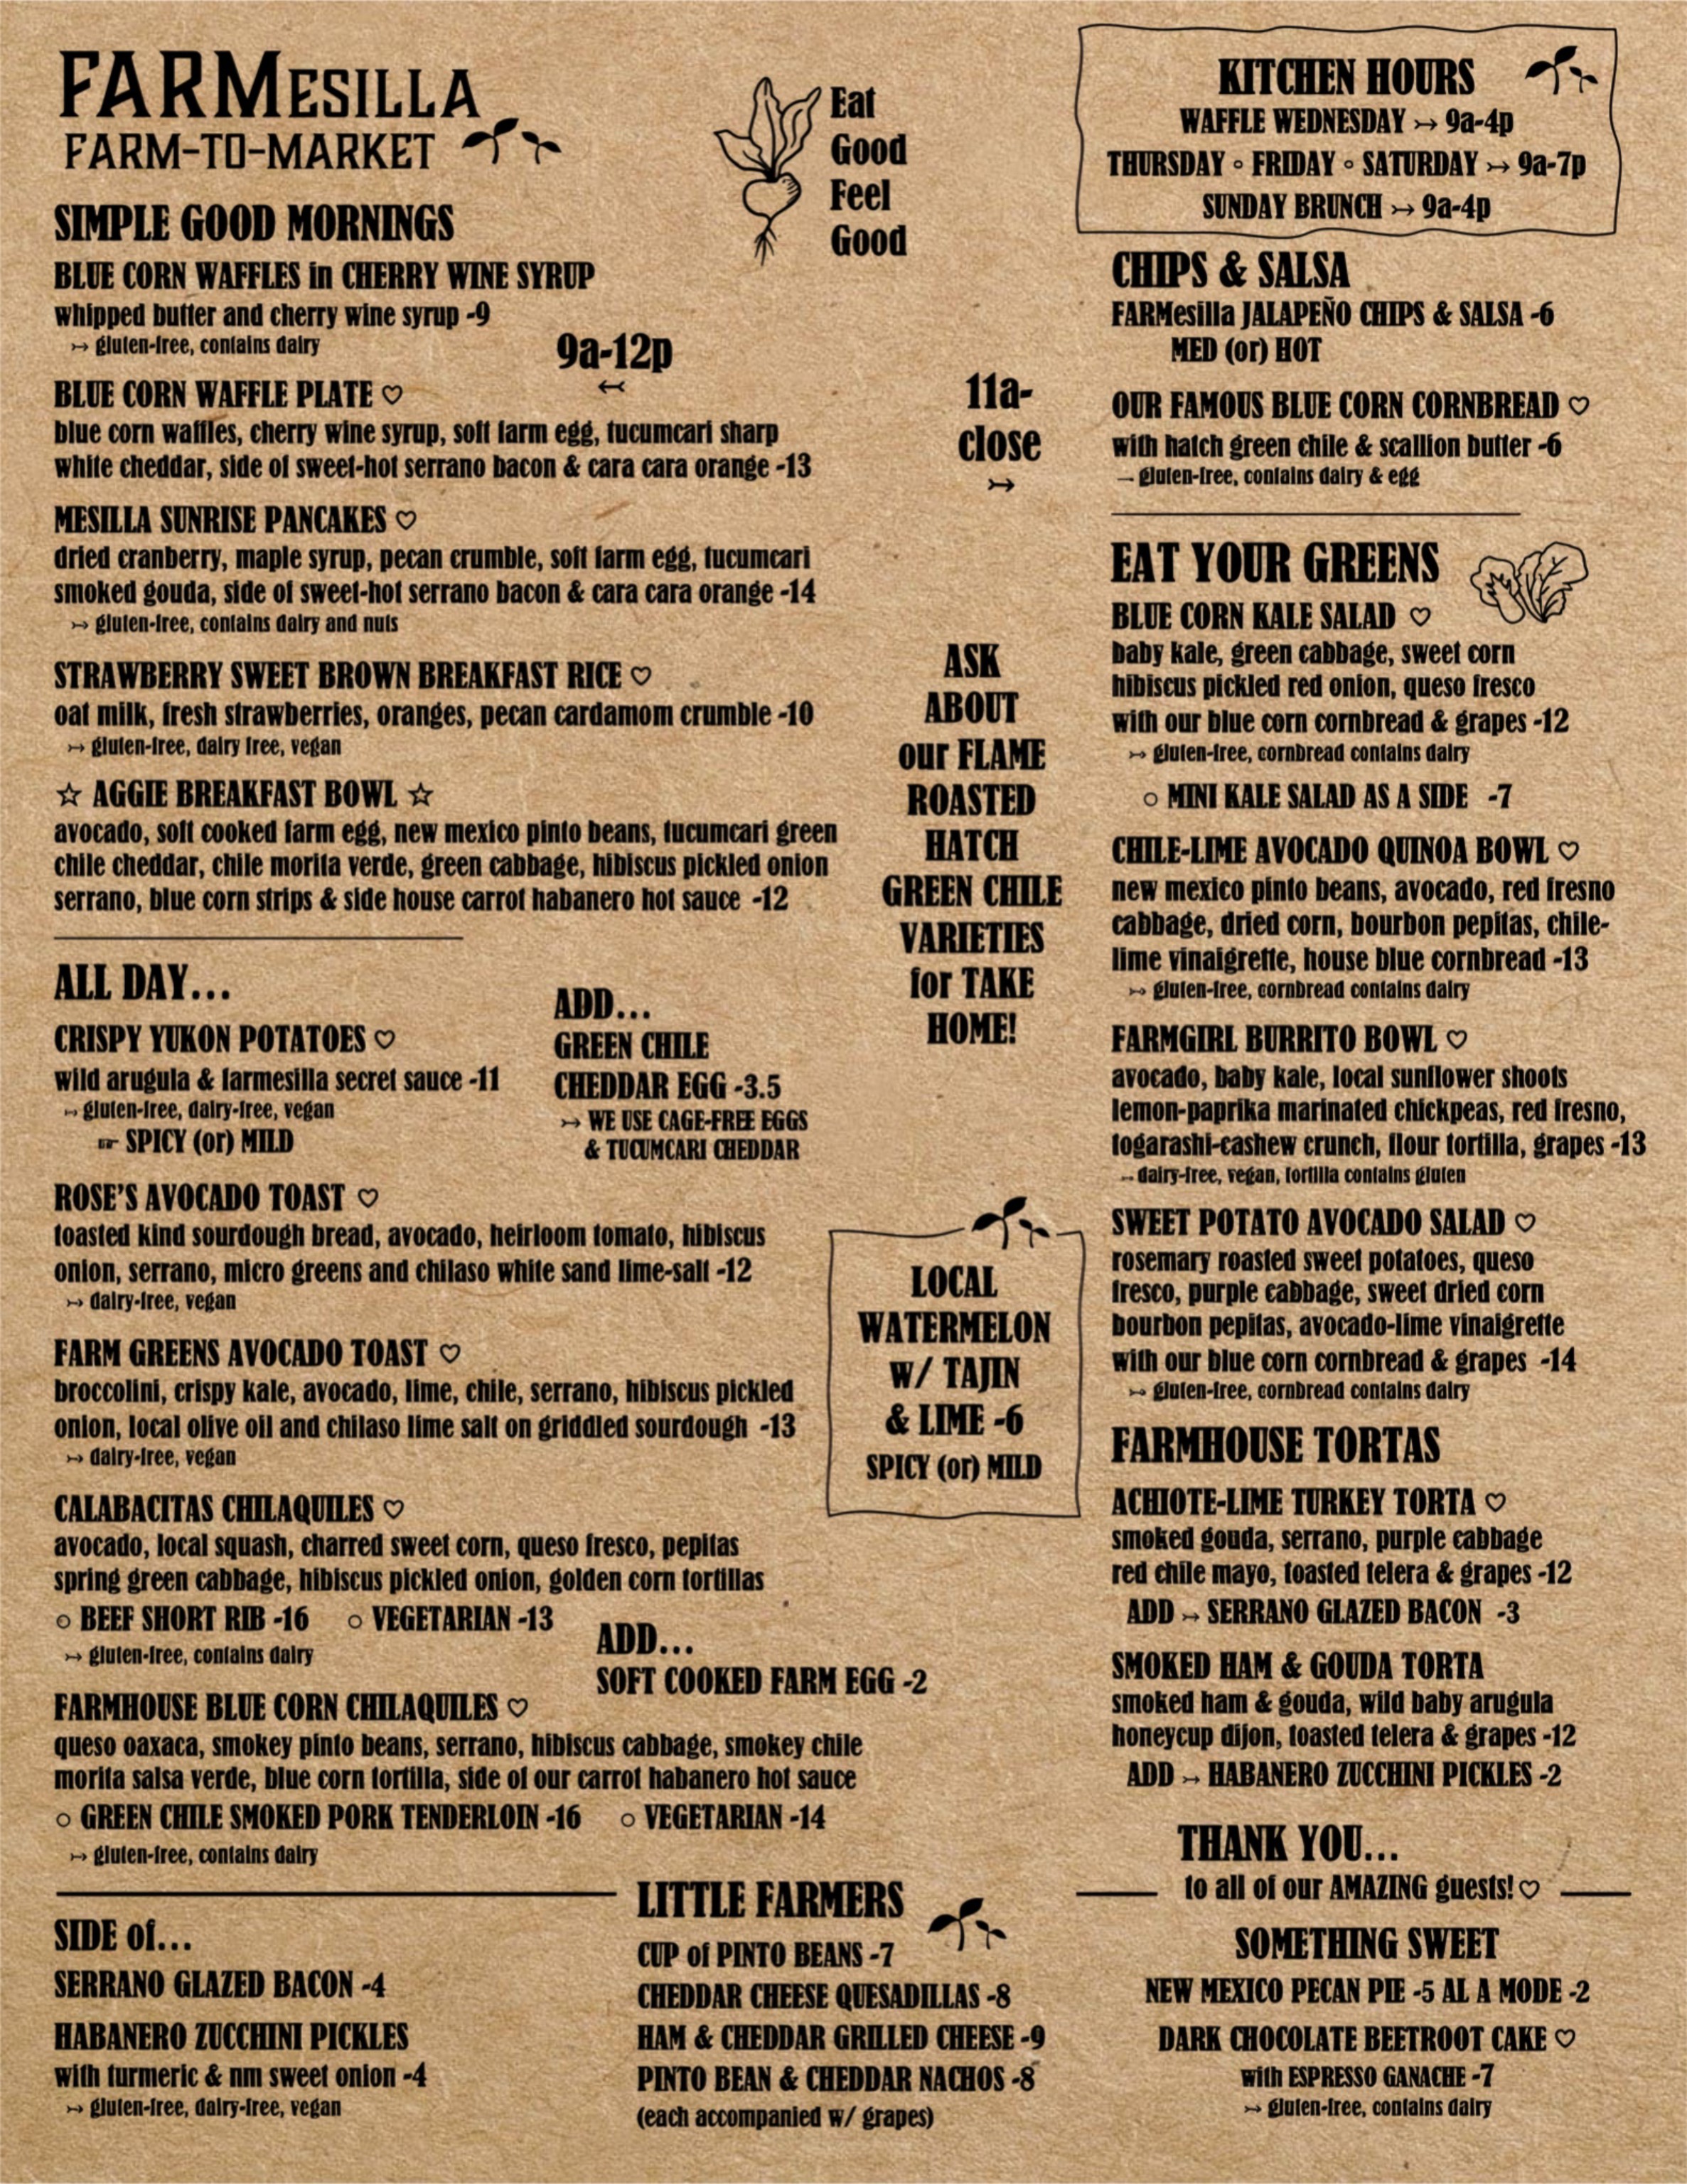 FARMESILLA
FARM-TO-MARKET
Eat
Good
Feel
Good
KITCHEN HOURS
WAFFLE WEDNESDAY ↣ 9a-4p
THURSDAY ◦ FRIDAY ◦ SATURDAY ↣ 9a-7p
SUNDAY BRUNCH ↣ 9a-4p
SIMPLE GOOD MORNINGS
9a-12p
↢
BLUE CORN WAFFLES in CHERRY WINE SYRUP
whipped butter and cherry wine syrup -9
↣ gluten-free, contains dairy
BLUE CORN WAFFLE PLATE ♡
blue corn waffles, cherry wine syrup, soft farm egg, tucumcari sharp
white cheddar, side of sweet-hot serrano bacon & cara cara orange -13
MESILLA SUNRISE PANCAKES ♡
dried cranberry, maple syrup, pecan crumble, soft farm egg, tucumcari
smoked gouda, side of sweet-hot serrano bacon & cara cara orange -14
↣ gluten-free, contains dairy and nuts
STRAWBERRY SWEET BROWN BREAKFAST RICE ♡
oat milk, fresh strawberries, oranges, pecan cardamom crumble -10
↣ gluten-free, dairy free, vegan
☆ AGGIE BREAKFAST BOWL ☆
avocado, soft cooked farm egg, new mexico pinto beans, tucumcari green
chile cheddar, chile morita verde, green cabbage, hibiscus pickled onion
serrano, blue corn strips & side house carrot habanero hot sauce -12
ALL DAY...
CRISPY YUKON POTATOES ♡
wild arugula & farmesilla secret sauce -11
↣ gluten-free, dairy-free, vegan
☞ SPICY (or) MILD
ADD...
GREEN CHILE
CHEDDAR EGG -3.5
↣ WE USE CAGE-FREE EGGS
& TUCUMCARI CHEDDAR
ROSE'S AVOCADO TOAST ♡
toasted kind sourdough bread, avocado, heirloom tomato, hibiscus
onion, serrano, micro greens and chilaso white sand lime-salt -12
↣ dairy-free, vegan
FARM GREENS AVOCADO TOAST ♡
broccolini, crispy kale, avocado, lime, chile, serrano, hibiscus pickled
onion, local olive oil and chilaso lime salt on griddled sourdough -13
↣ dairy-free, vegan
CALABACITAS CHILAQUILES ♡
avocado, local squash, charred sweet corn, queso fresco, pepitas
spring green cabbage, hibiscus pickled onion, golden corn tortillas
○ BEEF SHORT RIB -16 ○ VEGETARIAN -13
↣ gluten-free, contains dairy
ADD...
SOFT COOKED FARM EGG -2
FARMHOUSE BLUE CORN CHILAQUILES ♡
queso oaxaca, smokey pinto beans, serrano, hibiscus cabbage, smokey chile
morita salsa verde, blue corn tortilla, side of our carrot habanero hot sauce
○ GREEN CHILE SMOKED PORK TENDERLOIN -16 ○ VEGETARIAN -14
↣ gluten-free, contains dairy
SIDE of...
SERRANO GLAZED BACON -4
HABANERO ZUCCHINI PICKLES
with turmeric & nm sweet onion -4
↣ gluten-free, dairy-free, vegan
LITTLE FARMERS
CUP of PINTO BEANS -7
CHEDDAR CHEESE QUESADILLAS -8
HAM & CHEDDAR GRILLED CHEESE -9
PINTO BEAN & CHEDDAR NACHOS -8
(each accompanied w/ grapes)
11a-
close
↣
ASK
ABOUT
our FLAME
ROASTED
HATCH
GREEN CHILE
VARIETIES
for TAKE
HOME!
LOCAL
WATERMELON
W/ TAJIN
& LIME -6
SPICY (or) MILD
CHIPS & SALSA
FARMesilla JALAPEÑO CHIPS & SALSA -6
MED (or) HOT
OUR FAMOUS BLUE CORN CORNBREAD ♡
with hatch green chile & scallion butter -6
→ gluten-free, contains dairy & egg
EAT YOUR GREENS
BLUE CORN KALE SALAD ♡
baby kale, green cabbage, sweet corn
hibiscus pickled red onion, queso fresco
with our blue corn cornbread & grapes -12
↣ gluten-free, cornbread contains dairy
○ MINI KALE SALAD AS A SIDE -7
CHILE-LIME AVOCADO QUINOA BOWL ♡
new mexico pinto beans, avocado, red fresno
cabbage, dried corn, bourbon pepitas, chile-
lime vinaigrette, house blue cornbread -13
↣ gluten-free, cornbread contains dairy
FARMGIRL BURRITO BOWL ♡
avocado, baby kale, local sunflower shoots
lemon-paprika marinated chickpeas, red fresno,
togarashi-cashew crunch, flour tortilla, grapes -13
↣ dairy-free, vegan, tortilla contains gluten
SWEET POTATO AVOCADO SALAD ♡
rosemary roasted sweet potatoes, queso
fresco, purple cabbage, sweet dried corn
bourbon pepitas, avocado-lime vinaigrette
with our blue corn cornbread & grapes -14
↣ gluten-free, cornbread contains dairy
FARMHOUSE TORTAS
ACHIOTE-LIME TURKEY TORTA ♡
smoked gouda, serrano, purple cabbage
red chile mayo, toasted telera & grapes -12
ADD ↣ SERRANO GLAZED BACON -3
SMOKED HAM & GOUDA TORTA
smoked ham & gouda, wild baby arugula
honeycup dijon, toasted telera & grapes -12
ADD ↣ HABANERO ZUCCHINI PICKLES -2
THANK YOU...
to all of our AMAZING guests! ♡
SOMETHING SWEET
NEW MEXICO PECAN PIE -5 AL A MODE -2
DARK CHOCOLATE BEETROOT CAKE ♡
with ESPRESSO GANACHE -7
↣ gluten-free, contains dairy